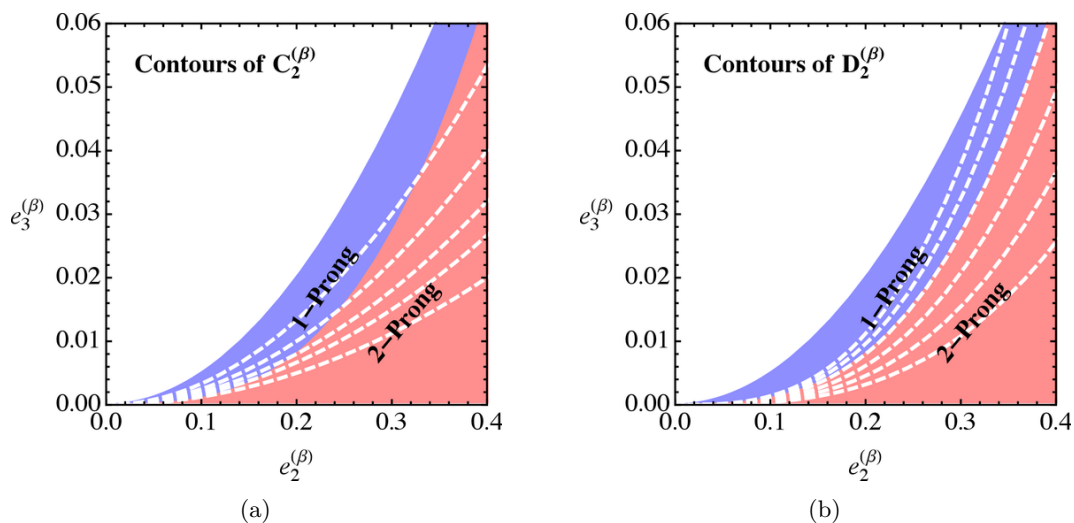 Contours of C₂^(β)
0.06
0.05
0.04
0.03
0.02
0.01
0.00
e₃^(β)
1–Prong
2–Prong
0.0 0.1 0.2 0.3 0.4
e₂^(β)
(a)
Contours of D₂^(β)
0.06
0.05
0.04
0.03
0.02
0.01
0.00
e₃^(β)
1–Prong
2–Prong
0.0 0.1 0.2 0.3 0.4
e₂^(β)
(b)